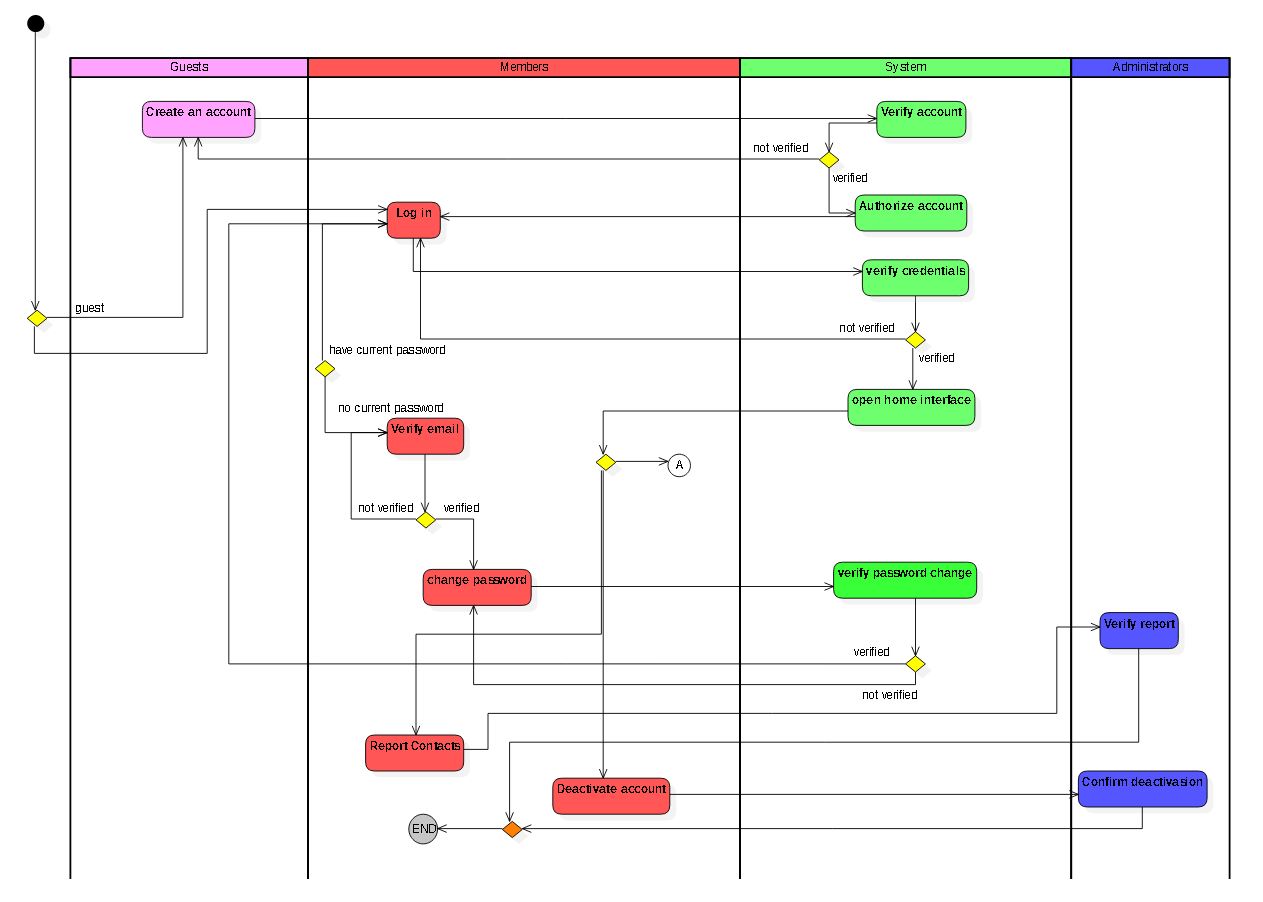 Guests
Members
System
Administrators
Create an account
Verify account
not verified
verified
Authorize account
Log in
verify credentials
guest
not verified
have current password
verified
open home interface
no current password
Verify email
A
not verified
verified
change password
verify password change
Verify report
verified
not verified
Report Contacts
Deactivate account
Confirm deactivasion
END